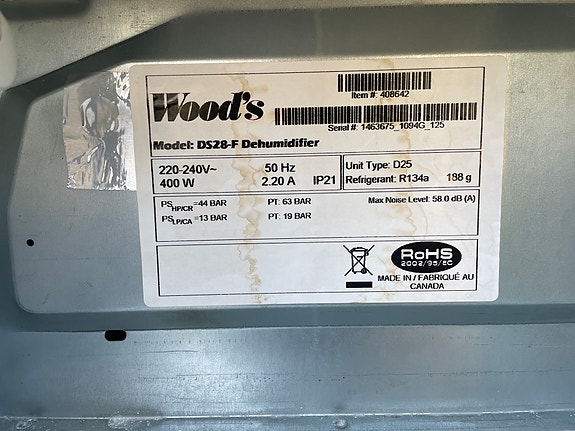 Wood's
Item #: 408642
Serial #: 1463675_1094G_125
Model: DS28-F Dehumidifier
220-240V~ 50 Hz
400 W 2.20 A IP21
Unit Type: D25
Refrigerant: R134a 188 g
PS HP/CR =44 BAR PT: 63 BAR
Max Noise Level: 58.0 dB (A)
PS LP/CA =13 BAR PT: 19 BAR
RoHS
2002/95/EC
MADE IN / FABRIQUÉ AU
CANADA